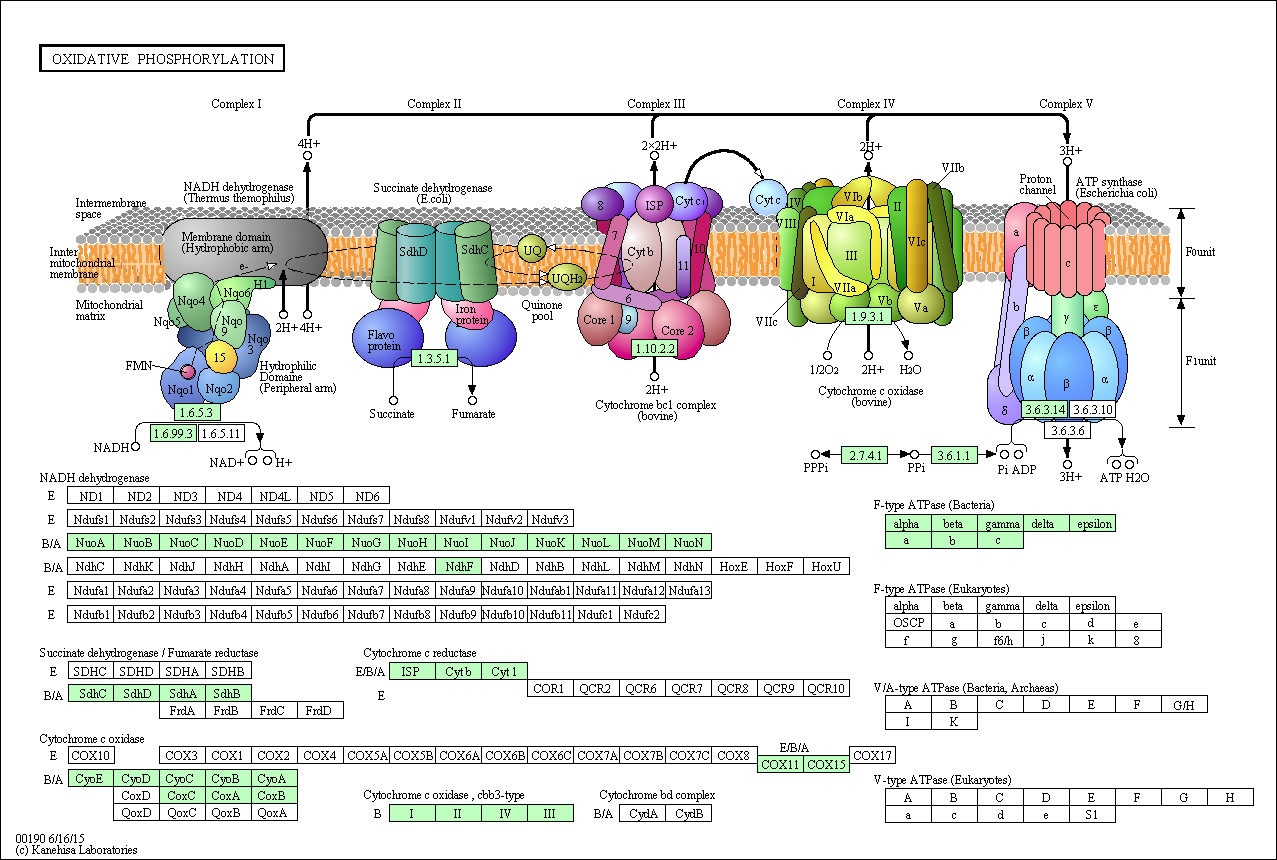 OXIDATIVE PHOSPHORYLATION
Complex I
Complex II
Complex III
Complex IV
Complex V
4H+
2×2H+
2H+
3H+
NADH dehydrogenase
(Thermus themophilus)
Succinate dehydrogenase
(E.coli)
Intermembrane
space
Innter
mitochondrial
membrane
Mitochondrial
matrix
Membrane domain
(Hydrophobic arm)
e-
H1
Nqo4
Nqo6
Nqo5
Nqo
9
Nqo
3
15
FMN
Nqo1
Nqo2
Hydrophilic
Domaine
(Peripheral arm)
2H+
4H+
1.6.5.3
1.6.99.3
1.6.5.11
NADH
NAD+
H+
SdhD
SdhC
Flavo
protein
Iron
protein
1.3.5.1
Succinate
Fumarate
UQ
UQH2
Quinone
pool
8
ISP
Cyt c1
7
Cyt b
10
11
6
Core 1
9
Core 2
1.10.2.2
2H+
Cytochrome bc1 complex
(bovine)
Cyt c
VIIb
IV
VIb
II
VIII
VIa
VIc
III
I
VIIa
Vb
Va
VIIc
1.9.3.1
1/2O2
2H+
H2O
Cytochrome c oxidase
(bovine)
Proton
channel
ATP synthase
(Escherichia coli)
a
c
b
γ
ε
β
β
α
β
α
δ
F0unit
F1unit
3.6.3.14
3.6.3.10
3.6.3.6
PPPi
2.7.4.1
PPi
3.6.1.1
Pi
ADP
3H+
ATP
H2O
NADH dehydrogenase
E ND1 ND2 ND3 ND4 ND4L ND5 ND6
E Ndufs1 Ndufs2 Ndufs3 Ndufs4 Ndufs5 Ndufs6 Ndufs7 Ndufs8 Ndufv1 Ndufv2 Ndufv3
B/A NuoA NuoB NuoC NuoD NuoE NuoF NuoG NuoH NuoI NuoJ NuoK NuoL NuoM NuoN
B/A NdhC NdhK NdhJ NdhH NdhA NdhI NdhG NdhE NdhF NdhD NdhB NdhL NdhM NdhN HoxE HoxF HoxU
E Ndufa1 Ndufa2 Ndufa3 Ndufa4 Ndufa5 Ndufa6 Ndufa7 Ndufa8 Ndufa9 Ndufa10 Ndufab1 Ndufa11 Ndufa12 Ndufa13
E Ndufb1 Ndufb2 Ndufb3 Ndufb4 Ndufb5 Ndufb6 Ndufb7 Ndufb8 Ndufb9 Ndufb10 Ndufb11 Ndufc1 Ndufc2
Succinate dehydrogenase / Fumarate reductase
E SDHC SDHD SDHA SDHB
B/A SdhC SdhD SdhA SdhB
FrdA FrdB FrdC FrdD
Cytochrome c reductase
E/B/A ISP Cyt b Cyt 1
E COR1 QCR2 QCR6 QCR7 QCR8 QCR9 QCR10
Cytochrome c oxidase
E COX10 COX3 COX1 COX2 COX4 COX5A COX5B COX6A COX6B COX6C COX7A COX7B COX7C COX8
E/B/A
COX11 COX15
COX17
B/A CyoE CyoD CyoC CyoB CyoA
CoxD CoxC CoxA CoxB
QoxD QoxC QoxB QoxA
Cytochrome c oxidase , cbb3-type
B I II IV III
Cytochrome bd complex
B/A CydA CydB
F-type ATPase (Bacteria)
alpha beta gamma delta epsilon
a b c
F-type ATPase (Eukaryotes)
alpha beta gamma delta epsilon
OSCP a b c d e
f g f6/h j k 8
V/A-type ATPase (Bacteria, Archaeas)
A B C D E F G/H
I K
V-type ATPase (Eukaryotes)
A B C D E F G H
a c d e S1
00190 6/16/15
(c) Kanehisa Laboratories